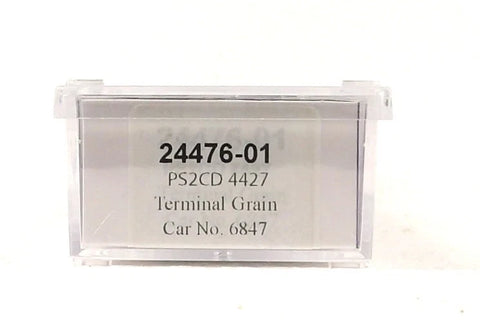 24476-01
PS2CD 4427
Terminal Grain
Car No. 6847